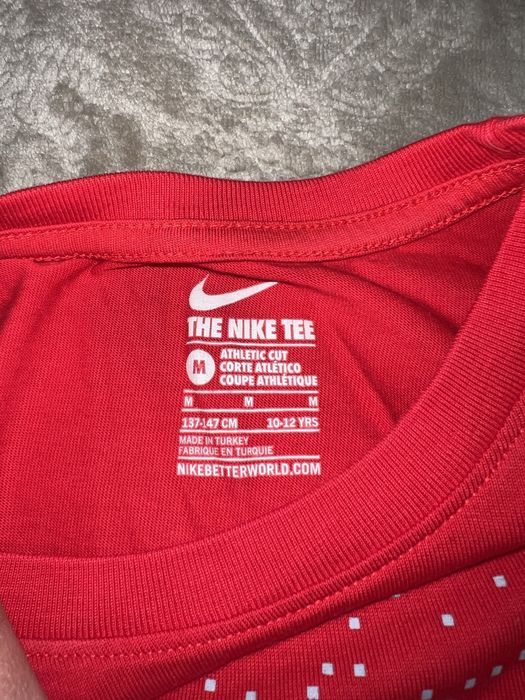 THE NIKE TEE
M
ATHLETIC CUT
CORTE ATLÉTICO
COUPE ATHLÉTIQUE
M M M
137-147 CM 10-12 YRS
MADE IN TURKEY
FABRIQUE EN TURQUIE
NIKEBETTERWORLD.COM